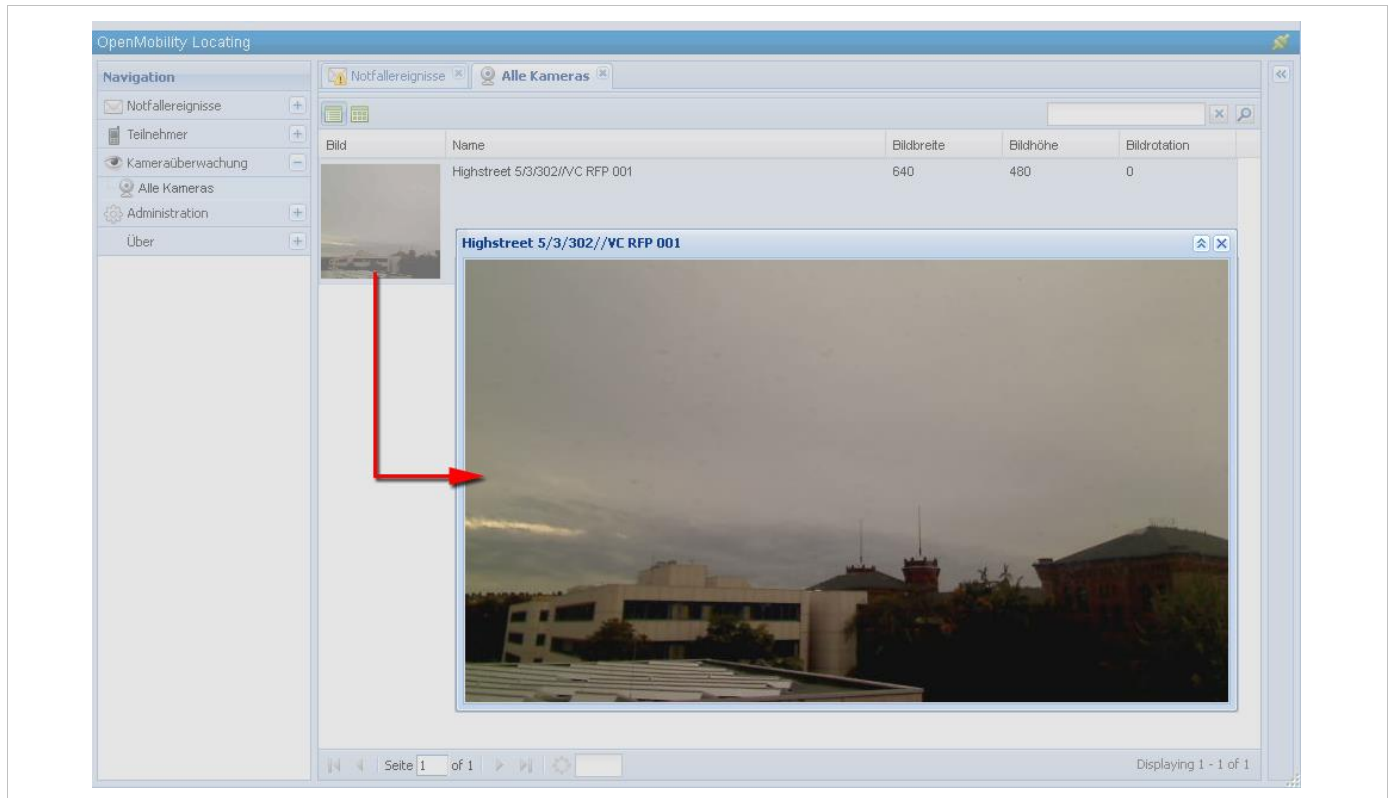 OpenMobility Locating
Navigation
Notfallereignisse
Teilnehmer
Kameraüberwachung
Alle Kameras
Administration
Über
Notfallereignisse Alle Kameras
Bild Name Bildbreite Bildhöhe Bildrotation
Highstreet 5/3/302//VC RFP 001 640 480 0
Highstreet 5/3/302//VC RFP 001
Seite 1 of 1 Displaying 1 - 1 of 1